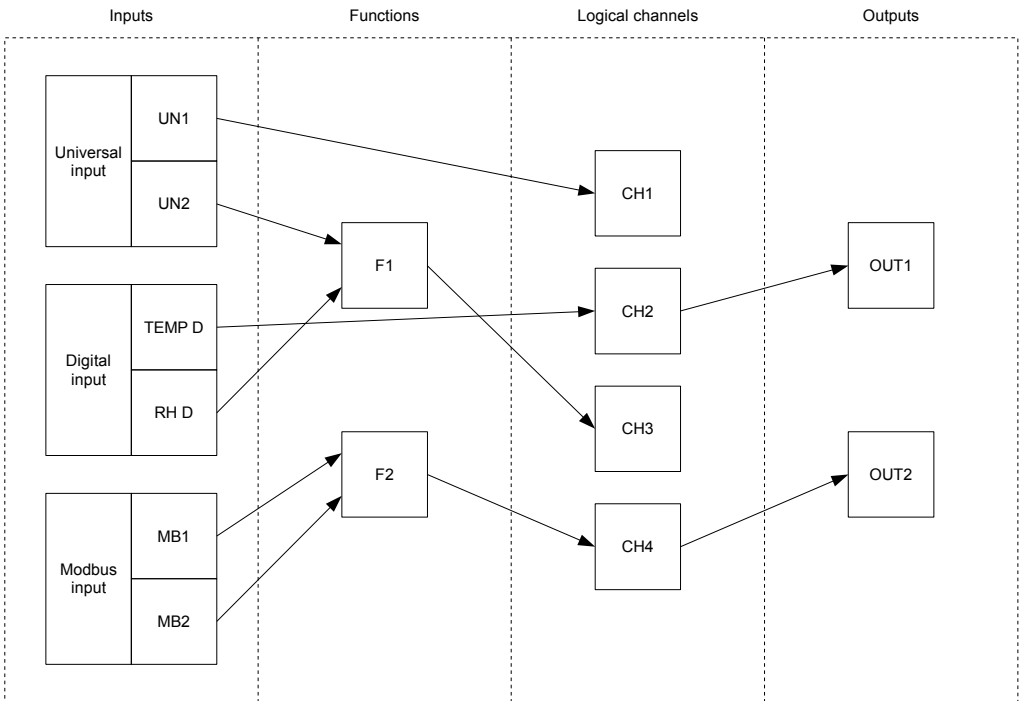 Inputs
Functions
Logical channels
Outputs
Universal
input
UN1
UN2
Digital
input
TEMP D
RH D
Modbus
input
MB1
MB2
F1
F2
CH1
CH2
CH3
CH4
OUT1
OUT2